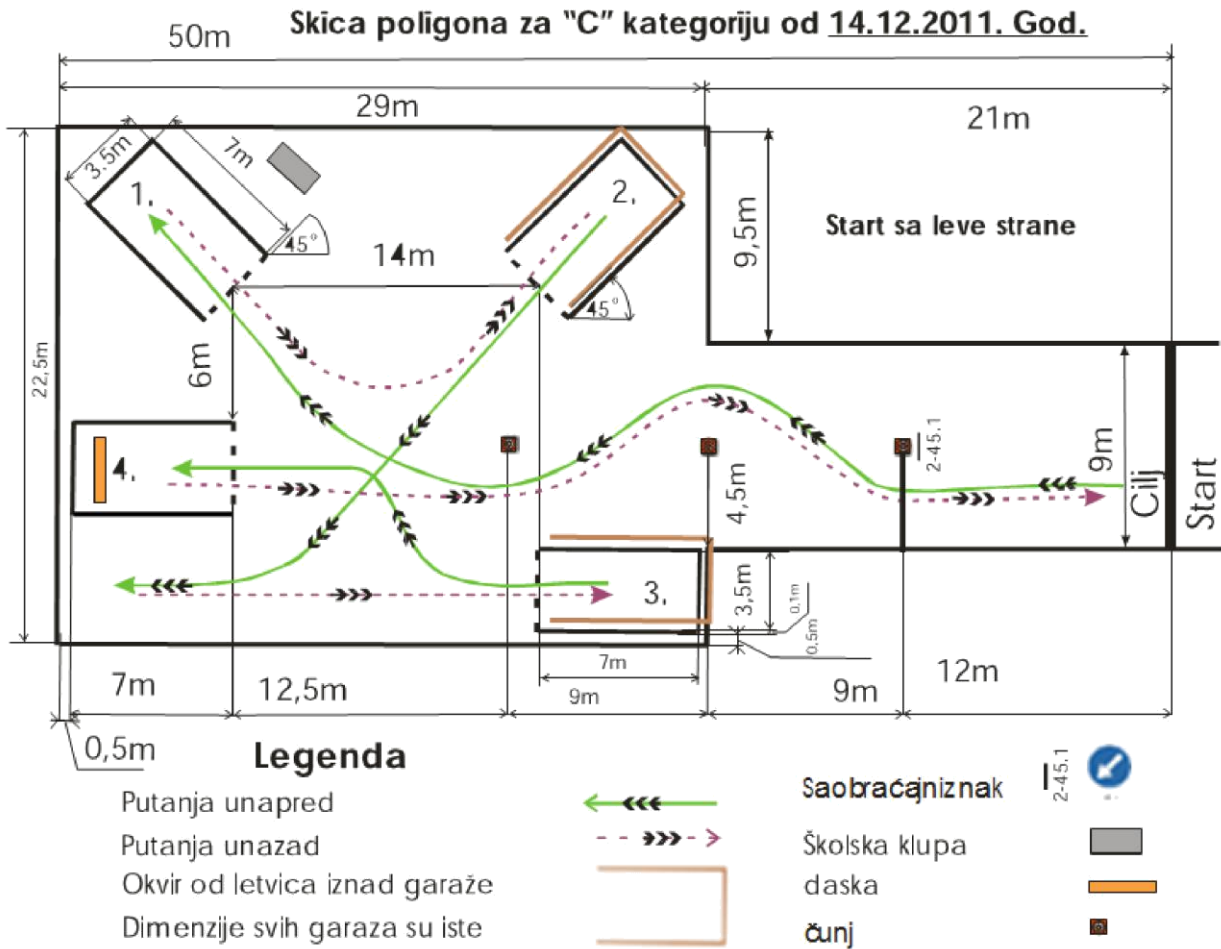 Skica poligona za "C" kategoriju od 14.12.2011. God.
50m
29m
21m
3.5m
7m
1.
2.
45°
14m
45°
9,5m
Start sa leve strane
22,5m
6m
4.
2-45.1
4,5m
9m
Cilj
Start
3.
3,5m
0.1m
0.5m
7m
9m
7m
12,5m
9m
12m
0,5m
Legenda
Putanja unapred
Putanja unazad
Okvir od letvica iznad garaže
Dimenzije svih garaza su iste
Saobraćajniznak
2-45.1
Školska klupa
daska
čunj